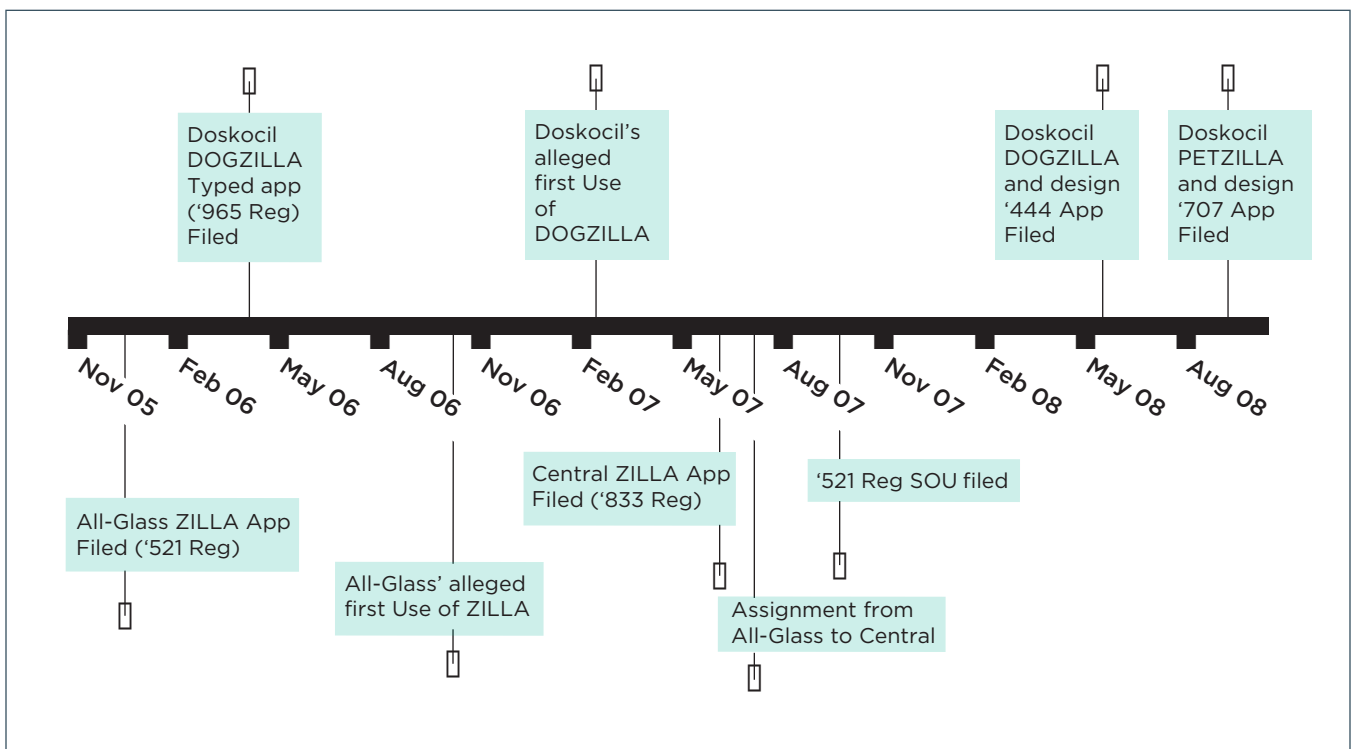 Doskocil
DOGZILLA
Typed app
(‘965 Reg)
Filed
Doskocil’s
alleged
first Use
of
DOGZILLA
Doskocil
DOGZILLA
and design
‘444 App
Filed
Doskocil
PETZILLA
and design
‘707 App
Filed
Nov 05
Feb 06
May 06
Aug 06
Nov 06
Feb 07
May 07
Aug 07
Nov 07
Feb 08
May 08
Aug 08
All-Glass ZILLA App
Filed (‘521 Reg)
All-Glass’ alleged
first Use of ZILLA
Central ZILLA App
Filed (‘833 Reg)
Assignment from
All-Glass to Central
‘521 Reg SOU filed